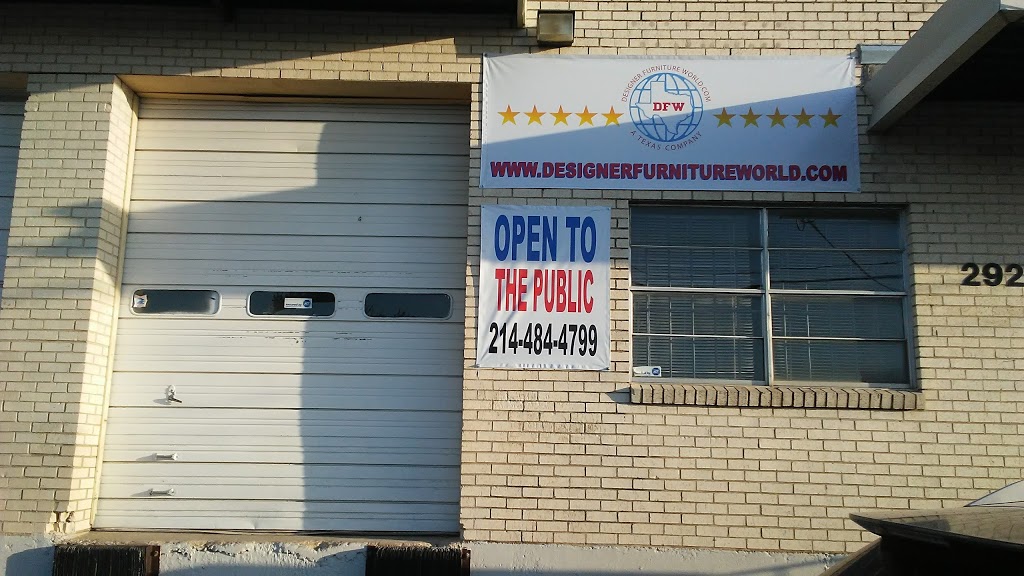 DESIGNER FURNITURE WORLD.COM
DFW
A TEXAS COMPANY
WWW.DESIGNERFURNITUREWORLD.COM
OPEN TO
THE PUBLIC
214-484-4799
292